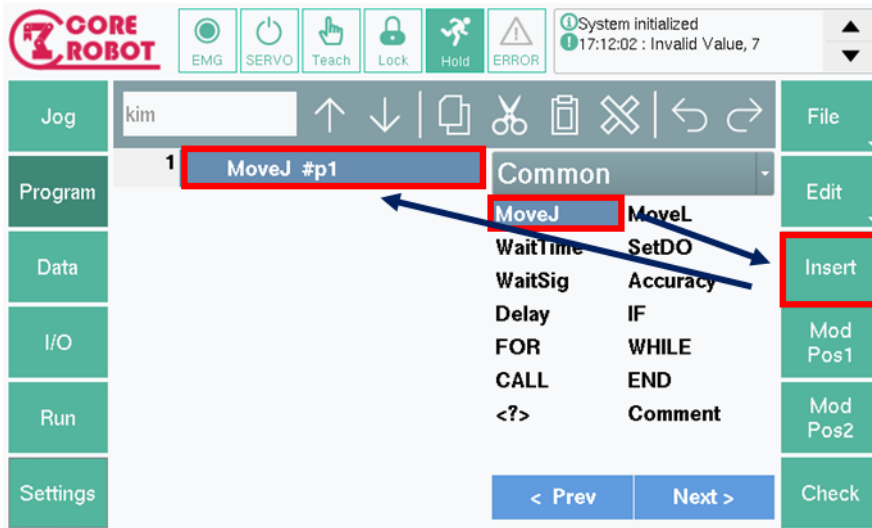 CORE
ROBOT
EMG
SERVO
Teach
Lock
Hold
ERROR
System initialized
17:12:02 : Invalid Value, 7
Jog
kim
File
1 MoveJ #p1
Common
Program
Edit
MoveJ MoveL
WaitTime SetDO
Data
Insert
WaitSig Accuracy
Delay IF
I/O
Mod
Pos1
FOR WHILE
CALL END
Run
<?> Comment
Mod
Pos2
Settings
< Prev
Next >
Check